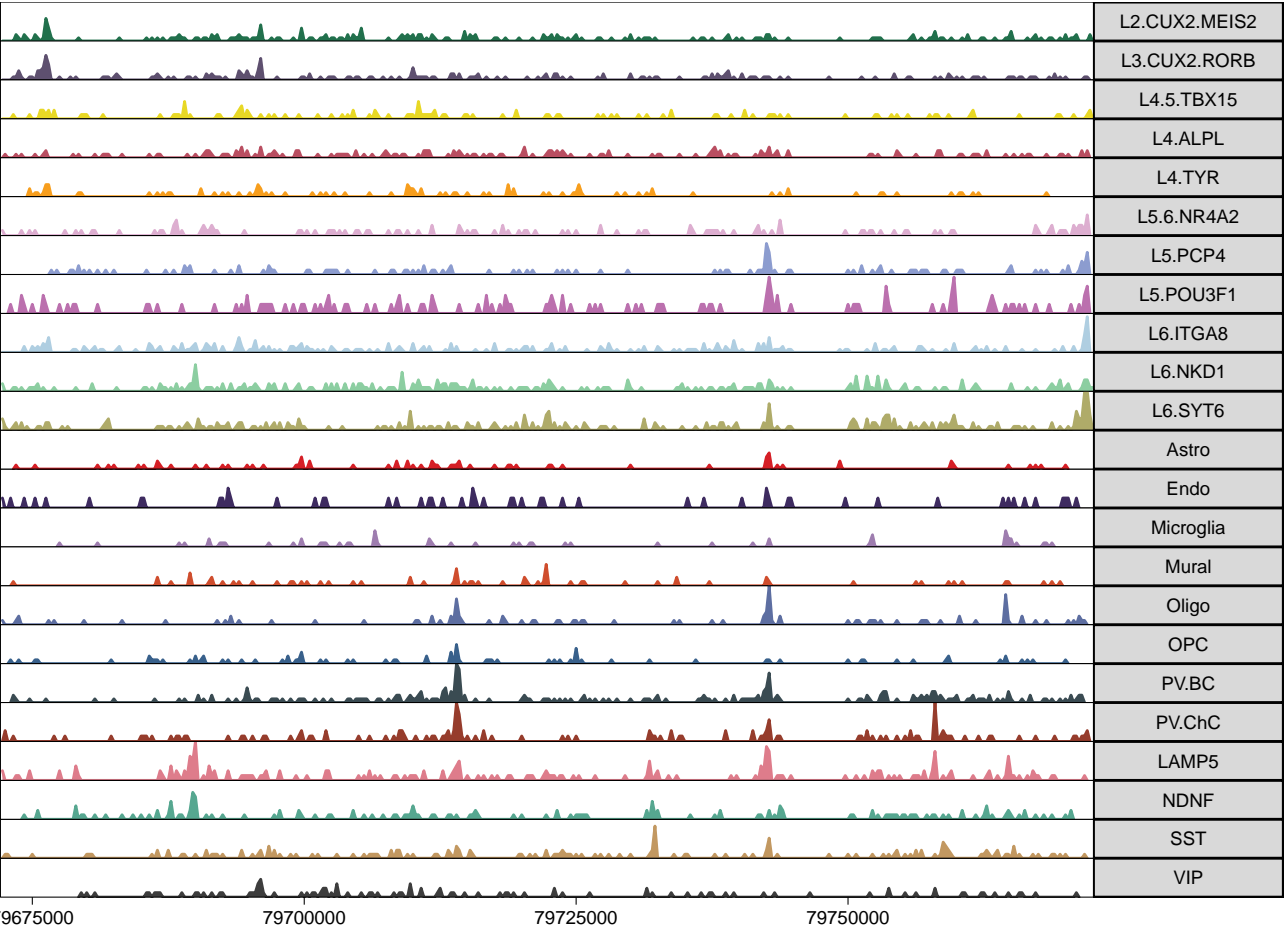 L2.CUX2.MEIS2
L3.CUX2.RORB
L4.5.TBX15
L4.ALPL
L4.TYR
L5.6.NR4A2
L5.PCP4
L5.POU3F1
L6.ITGA8
L6.NKD1
L6.SYT6
Astro
Endo
Microglia
Mural
Oligo
OPC
PV.BC
PV.ChC
LAMP5
NDNF
SST
VIP
9675000 79700000 79725000 79750000